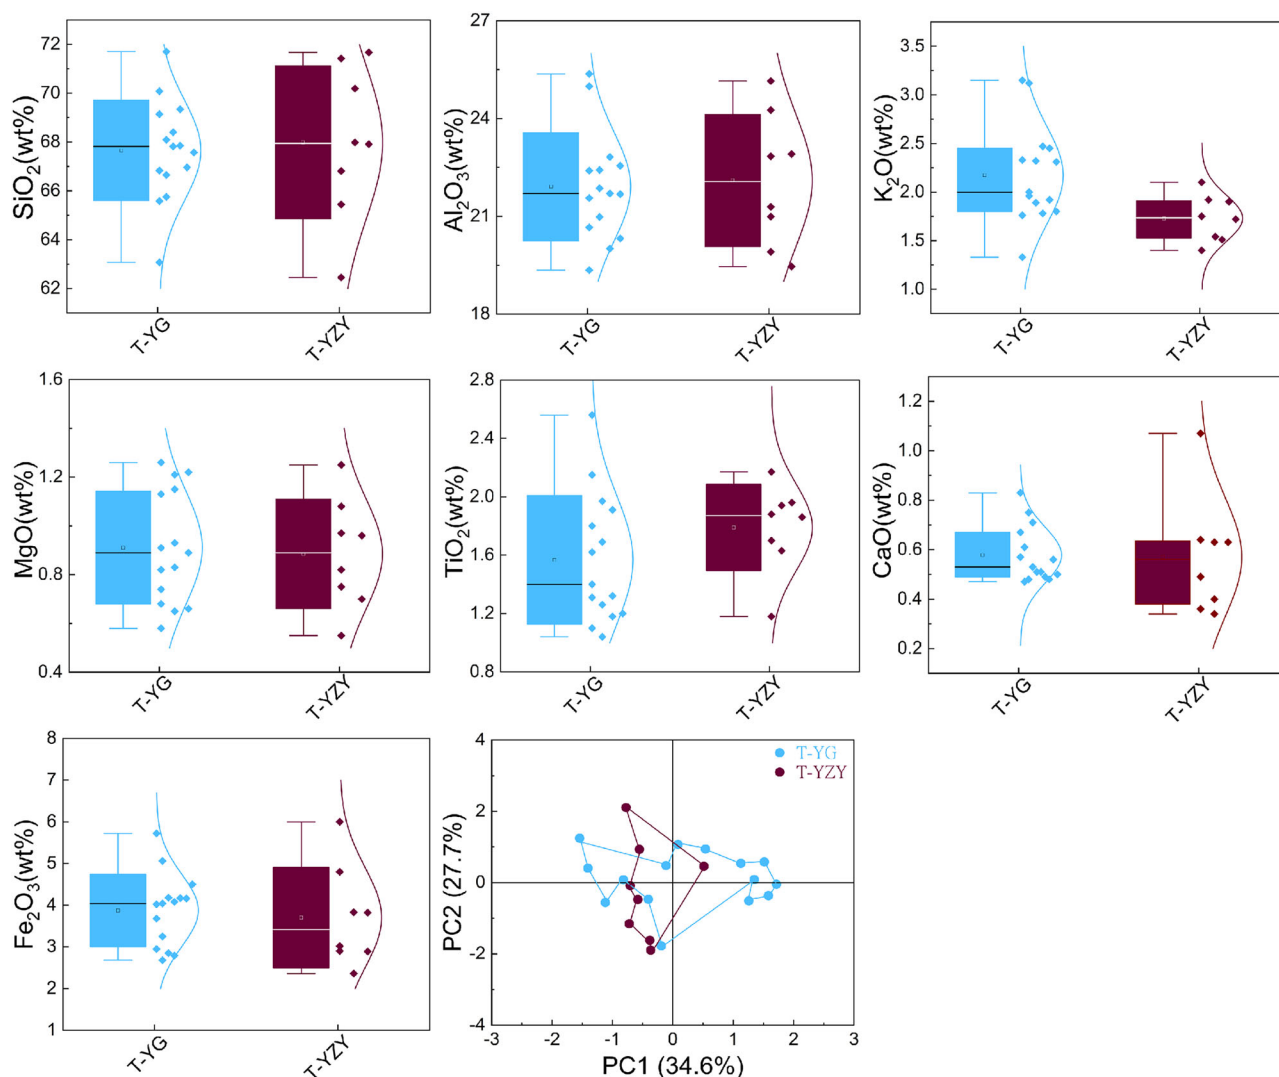 SiO2(wt%)
72
70
68
66
64
62
T-YG
T-YZY
Al2O3(wt%)
27
24
21
18
T-YG
T-YZY
K2O(wt%)
3.5
3.0
2.5
2.0
1.5
1.0
T-YG
T-YZY
MgO(wt%)
1.6
1.2
0.8
0.4
T-YG
T-YZY
TiO2(wt%)
2.8
2.4
2.0
1.6
1.2
0.8
T-YG
T-YZY
CaO(wt%)
1.2
1.0
0.8
0.6
0.4
0.2
T-YG
T-YZY
Fe2O3(wt%)
8
7
6
5
4
3
2
1
T-YG
T-YZY
PC2 (27.7%)
4
2
0
-2
-4
T-YG
T-YZY
-3 -2 -1 0 1 2 3
PC1 (34.6%)